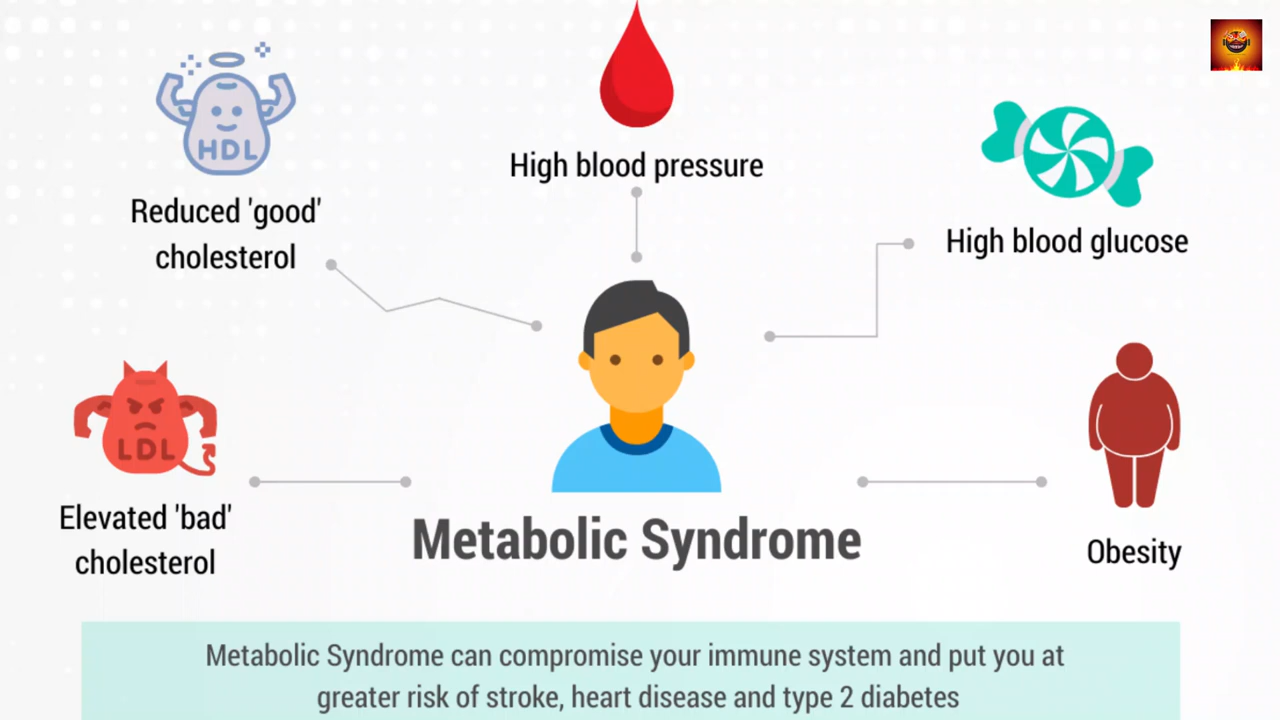 High blood pressure
HDL
Reduced 'good'
cholesterol
High blood glucose
LDL
Elevated 'bad'
cholesterol
Metabolic Syndrome
Obesity
Metabolic Syndrome can compromise your immune system and put you at
greater risk of stroke, heart disease and type 2 diabetes